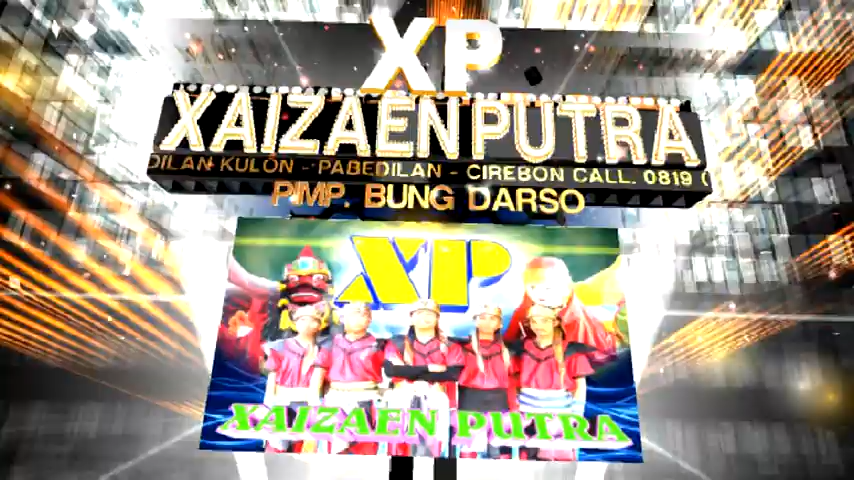 XP
XAIZAEN PUTRA
DILAN KULON - PABEDILAN - CIREBON CALL. 0819
PIMP. BUNG DARSO
XP
XAIZAEN PUTRA